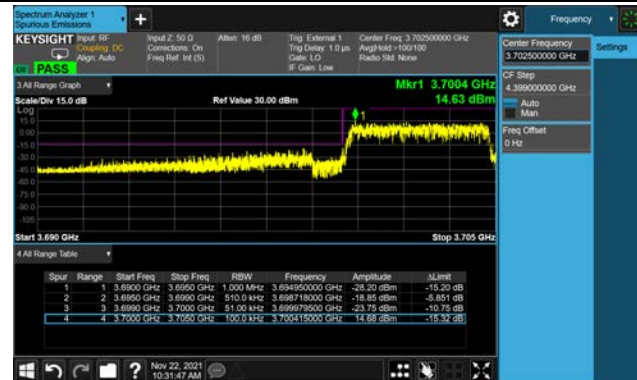 Spectrum Analyzer 1
Spurious Emissions
Frequency
KEYSIGHT
Input: RF
Coupling: DC
Align: Auto
Input Z: 50 Ω
Corrections: On
Freq Ref: Int (S)
Atten: 16 dB
Trig: External 1
Trig Delay: 1.0 µs
Gate: LO
IF Gain: Low
Center Freq: 3.702500000 GHz
Avg|Hold:>100/100
Radio Std: None
PASS
Center Frequency
3.702500000 GHz
Settings
CF Step
4.399000000 GHz
Auto
Man
Freq Offset
0 Hz
3 All Range Graph
Mkr1 3.7004 GHz
Scale/Div 15.0 dB
Ref Value 30.00 dBm
14.63 dBm
Log
15.0
0.00
-15.0
-30.0
-45.0
-60.0
-75.0
-90.0
-105
1
Start 3.690 GHz
Stop 3.705 GHz
4 All Range Table
Spur Range Start Freq Stop Freq RBW Frequency Amplitude ΔLimit
1 1 3.6900 GHz 3.6950 GHz 1.000 MHz 3.694950000 GHz -28.20 dBm -15.20 dB
2 2 3.6950 GHz 3.6990 GHz 510.0 kHz 3.698718000 GHz -18.85 dBm -5.851 dB
3 3 3.6990 GHz 3.7000 GHz 51.00 kHz 3.699979500 GHz -23.75 dBm -10.75 dB
4 4 3.7000 GHz 3.7050 GHz 100.0 kHz 3.700415000 GHz 14.68 dBm -15.32 dB
Nov 22, 2021
10:31:47 AM